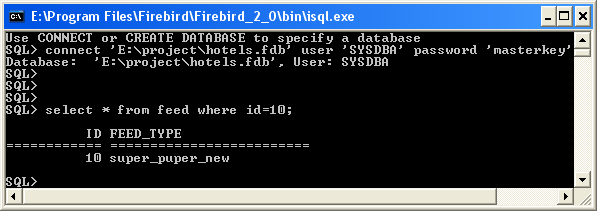 E:\Program Files\Firebird\Firebird_2_0\bin\isql.exe
Use CONNECT or CREATE DATABASE to specify a database
SQL> connect 'E:\project\hotels.fdb' user 'SYSDBA' password 'masterkey'
Database:  'E:\project\hotels.fdb', User: SYSDBA
SQL>
SQL>
SQL>
SQL> select * from feed where id=10;
          ID FEED_TYPE
============ =========================
          10 super_puper_new
SQL>